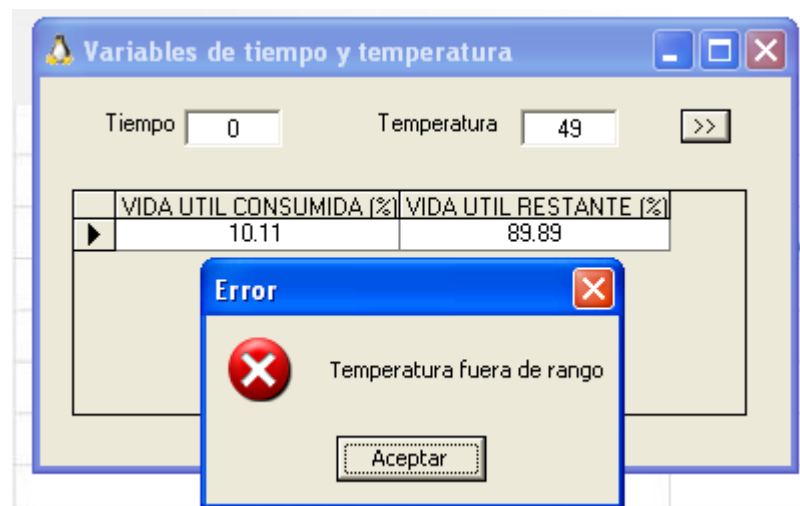 Variables de tiempo y temperatura
Tiempo 0 Temperatura 49 >>
VIDA UTIL CONSUMIDA (%) VIDA UTIL RESTANTE (%)
10.11 89.89
Error
Temperatura fuera de rango
Aceptar